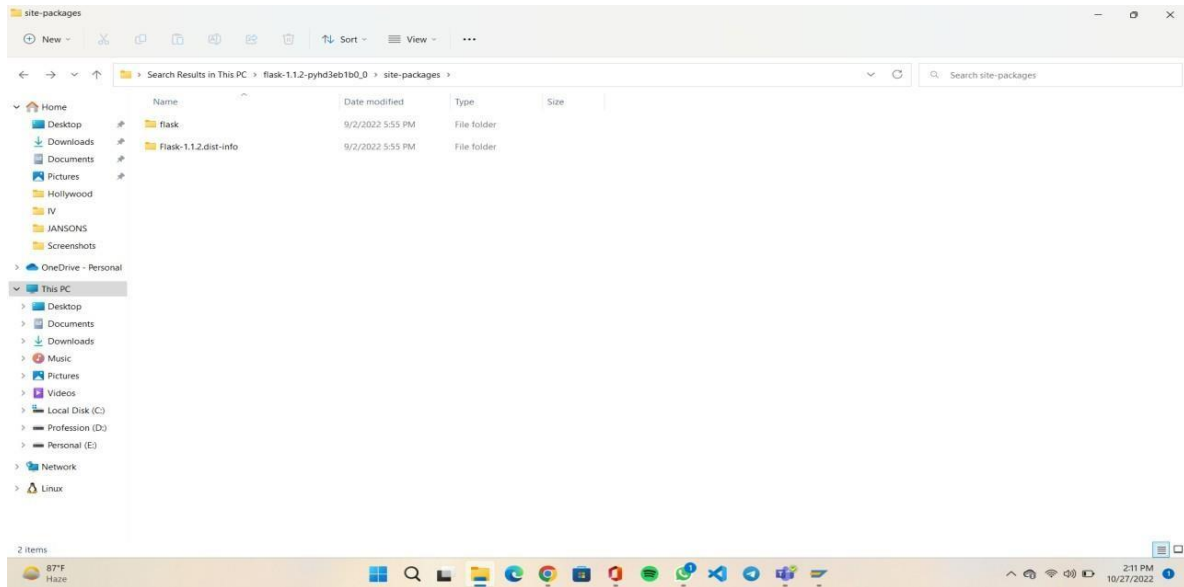 site-packages
New
Sort
View
Search Results in This PC > flask-1.1.2-pyhd3eb1b0_0 > site-packages >
Search site-packages
Home
Desktop
Downloads
Documents
Pictures
Hollywood
IV
JANSONS
Screenshots
OneDrive - Personal
This PC
Desktop
Documents
Downloads
Music
Pictures
Videos
Local Disk (C:)
Profession (D:)
Personal (E:)
Network
Linux
Name Date modified Type Size
flask 9/2/2022 5:55 PM File folder
Flask-1.1.2.dist-info 9/2/2022 5:55 PM File folder
2 items
87°F
Haze
2:11 PM
10/27/2022
1